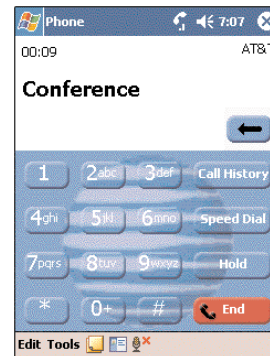 Phone 7:07
00:09 AT&T
Conference
1 2abc 3def Call History
4ghi 5jkl 6mno Speed Dial
7pqrs 8tuv 9wxyz Hold
* 0+ # End
Edit Tools